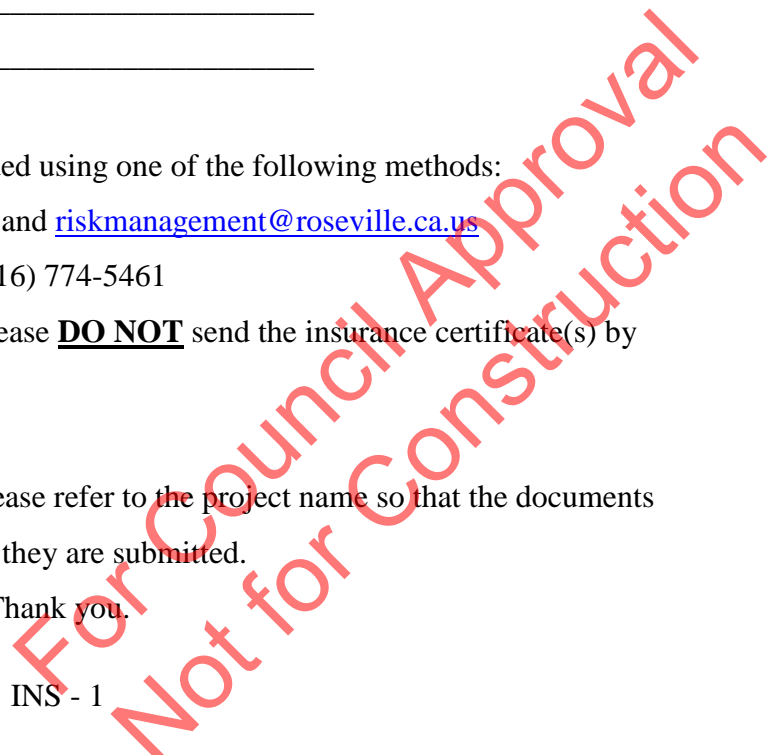 ed using one of the following methods:
and riskmanagement@roseville.ca.us
16) 774-5461
ease DO NOT send the insurance certificate(s) by
ease refer to the project name so that the documents
they are submitted.
Thank you.
INS - 1
For Council Approval
Not for Construction